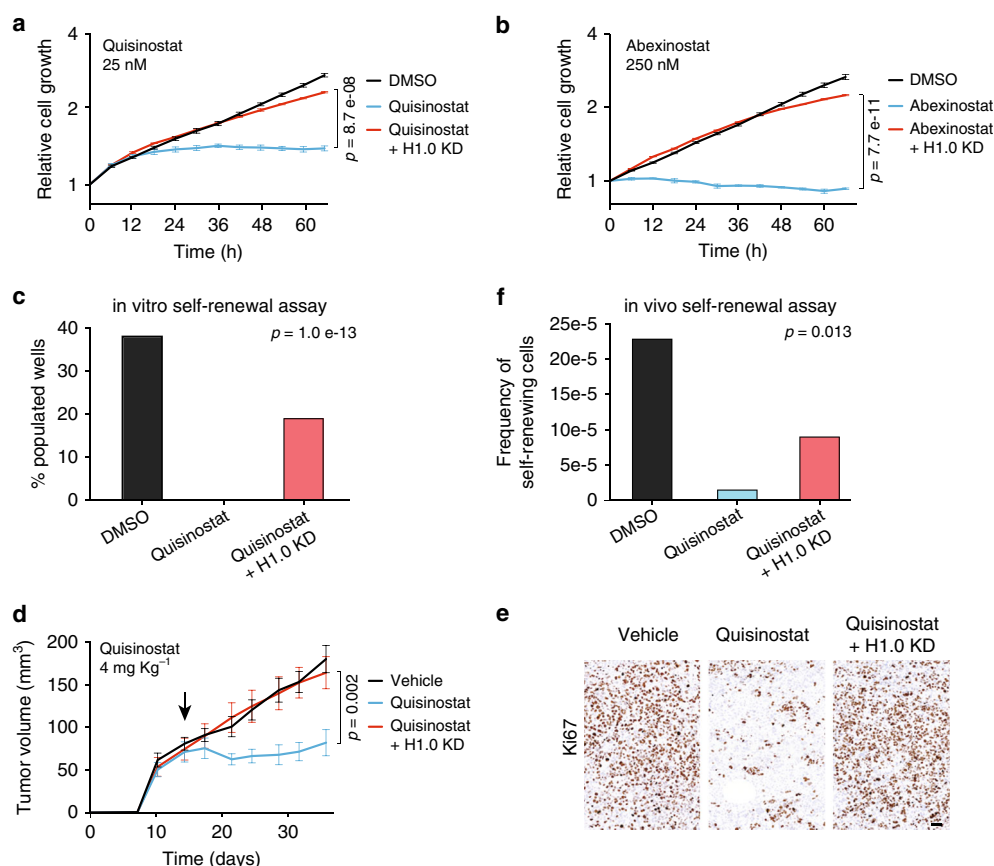 a
Quisinostat
25 nM
Relative cell growth
4
2
1
0 12 24 36 48 60
Time (h)
DMSO
Quisinostat
Quisinostat
+ H1.0 KD
p = 8.7 e-08
b
Abexinostat
250 nM
Relative cell growth
4
2
1
0 12 24 36 48 60
Time (h)
DMSO
Abexinostat
Abexinostat
+ H1.0 KD
p = 7.7 e-11
c
in vitro self-renewal assay
p = 1.0 e-13
% populated wells
40
30
20
10
0
DMSO
Quisinostat
Quisinostat
+ H1.0 KD
f
in vivo self-renewal assay
p = 0.013
Frequency of
self-renewing cells
25e-5
20e-5
15e-5
10e-5
5e-5
0
DMSO
Quisinostat
Quisinostat
+ H1.0 KD
d
Quisinostat
4 mg Kg⁻¹
Tumor volume (mm³)
200
150
100
50
0
0 10 20 30
Time (days)
Vehicle
Quisinostat
Quisinostat
+ H1.0 KD
p = 0.002
e
Vehicle
Quisinostat
Quisinostat
+ H1.0 KD
Ki67